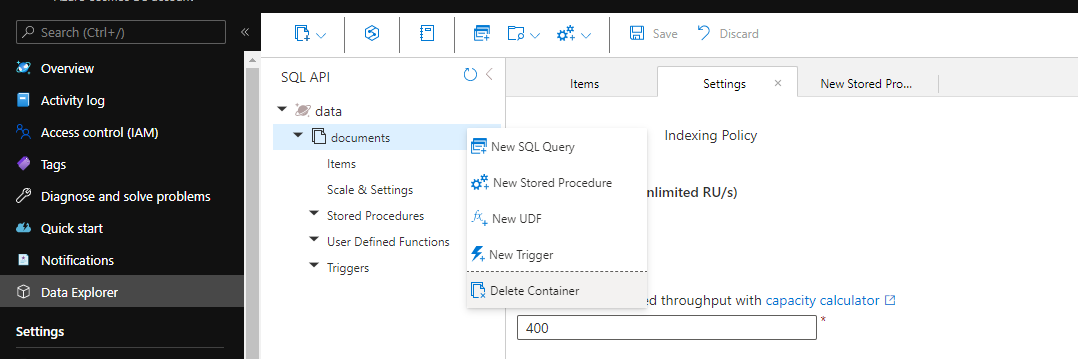 Search (Ctrl+/)
Overview
Activity log
Access control (IAM)
Tags
Diagnose and solve problems
Quick start
Notifications
Data Explorer
Settings
Save
Discard
SQL API
data
documents
Items
Scale & Settings
Stored Procedures
User Defined Functions
Triggers
New SQL Query
New Stored Procedure
New UDF
New Trigger
Delete Container
Items
Settings
New Stored Pro...
Indexing Policy
nlimited RU/s)
ed throughput with capacity calculator
400
*